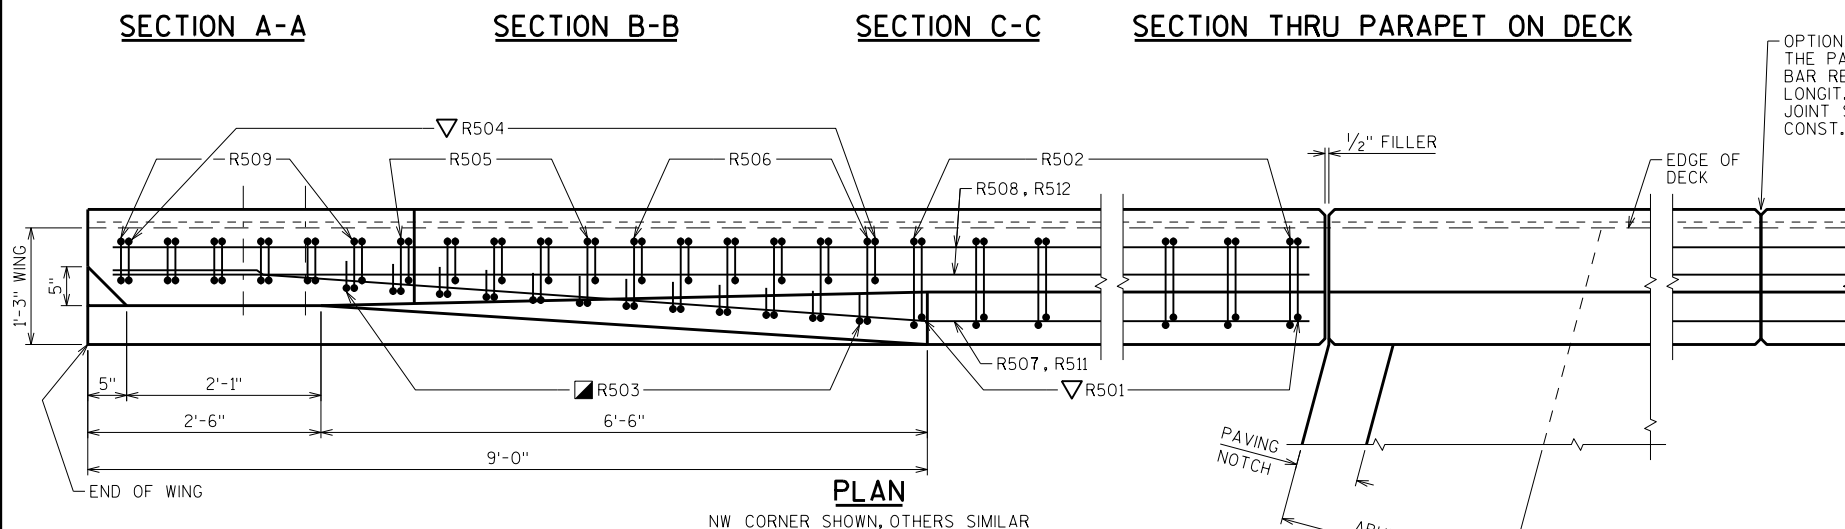 SECTION A-A
SECTION B-B
SECTION C-C
SECTION THRU PARAPET ON DECK
OPTION
THE PA
BAR RE
LONGIT.
JOINT S
CONST.
R504
R509
R505
R506
R502
1/2" FILLER
EDGE OF
DECK
R508, R512
1'-3" WING
5"
R507, R511
R503
R501
5"
2'-1"
2'-6"
6'-6"
9'-0"
PAVING
NOTCH
END OF WING
PLAN
NW CORNER SHOWN, OTHERS SIMILAR